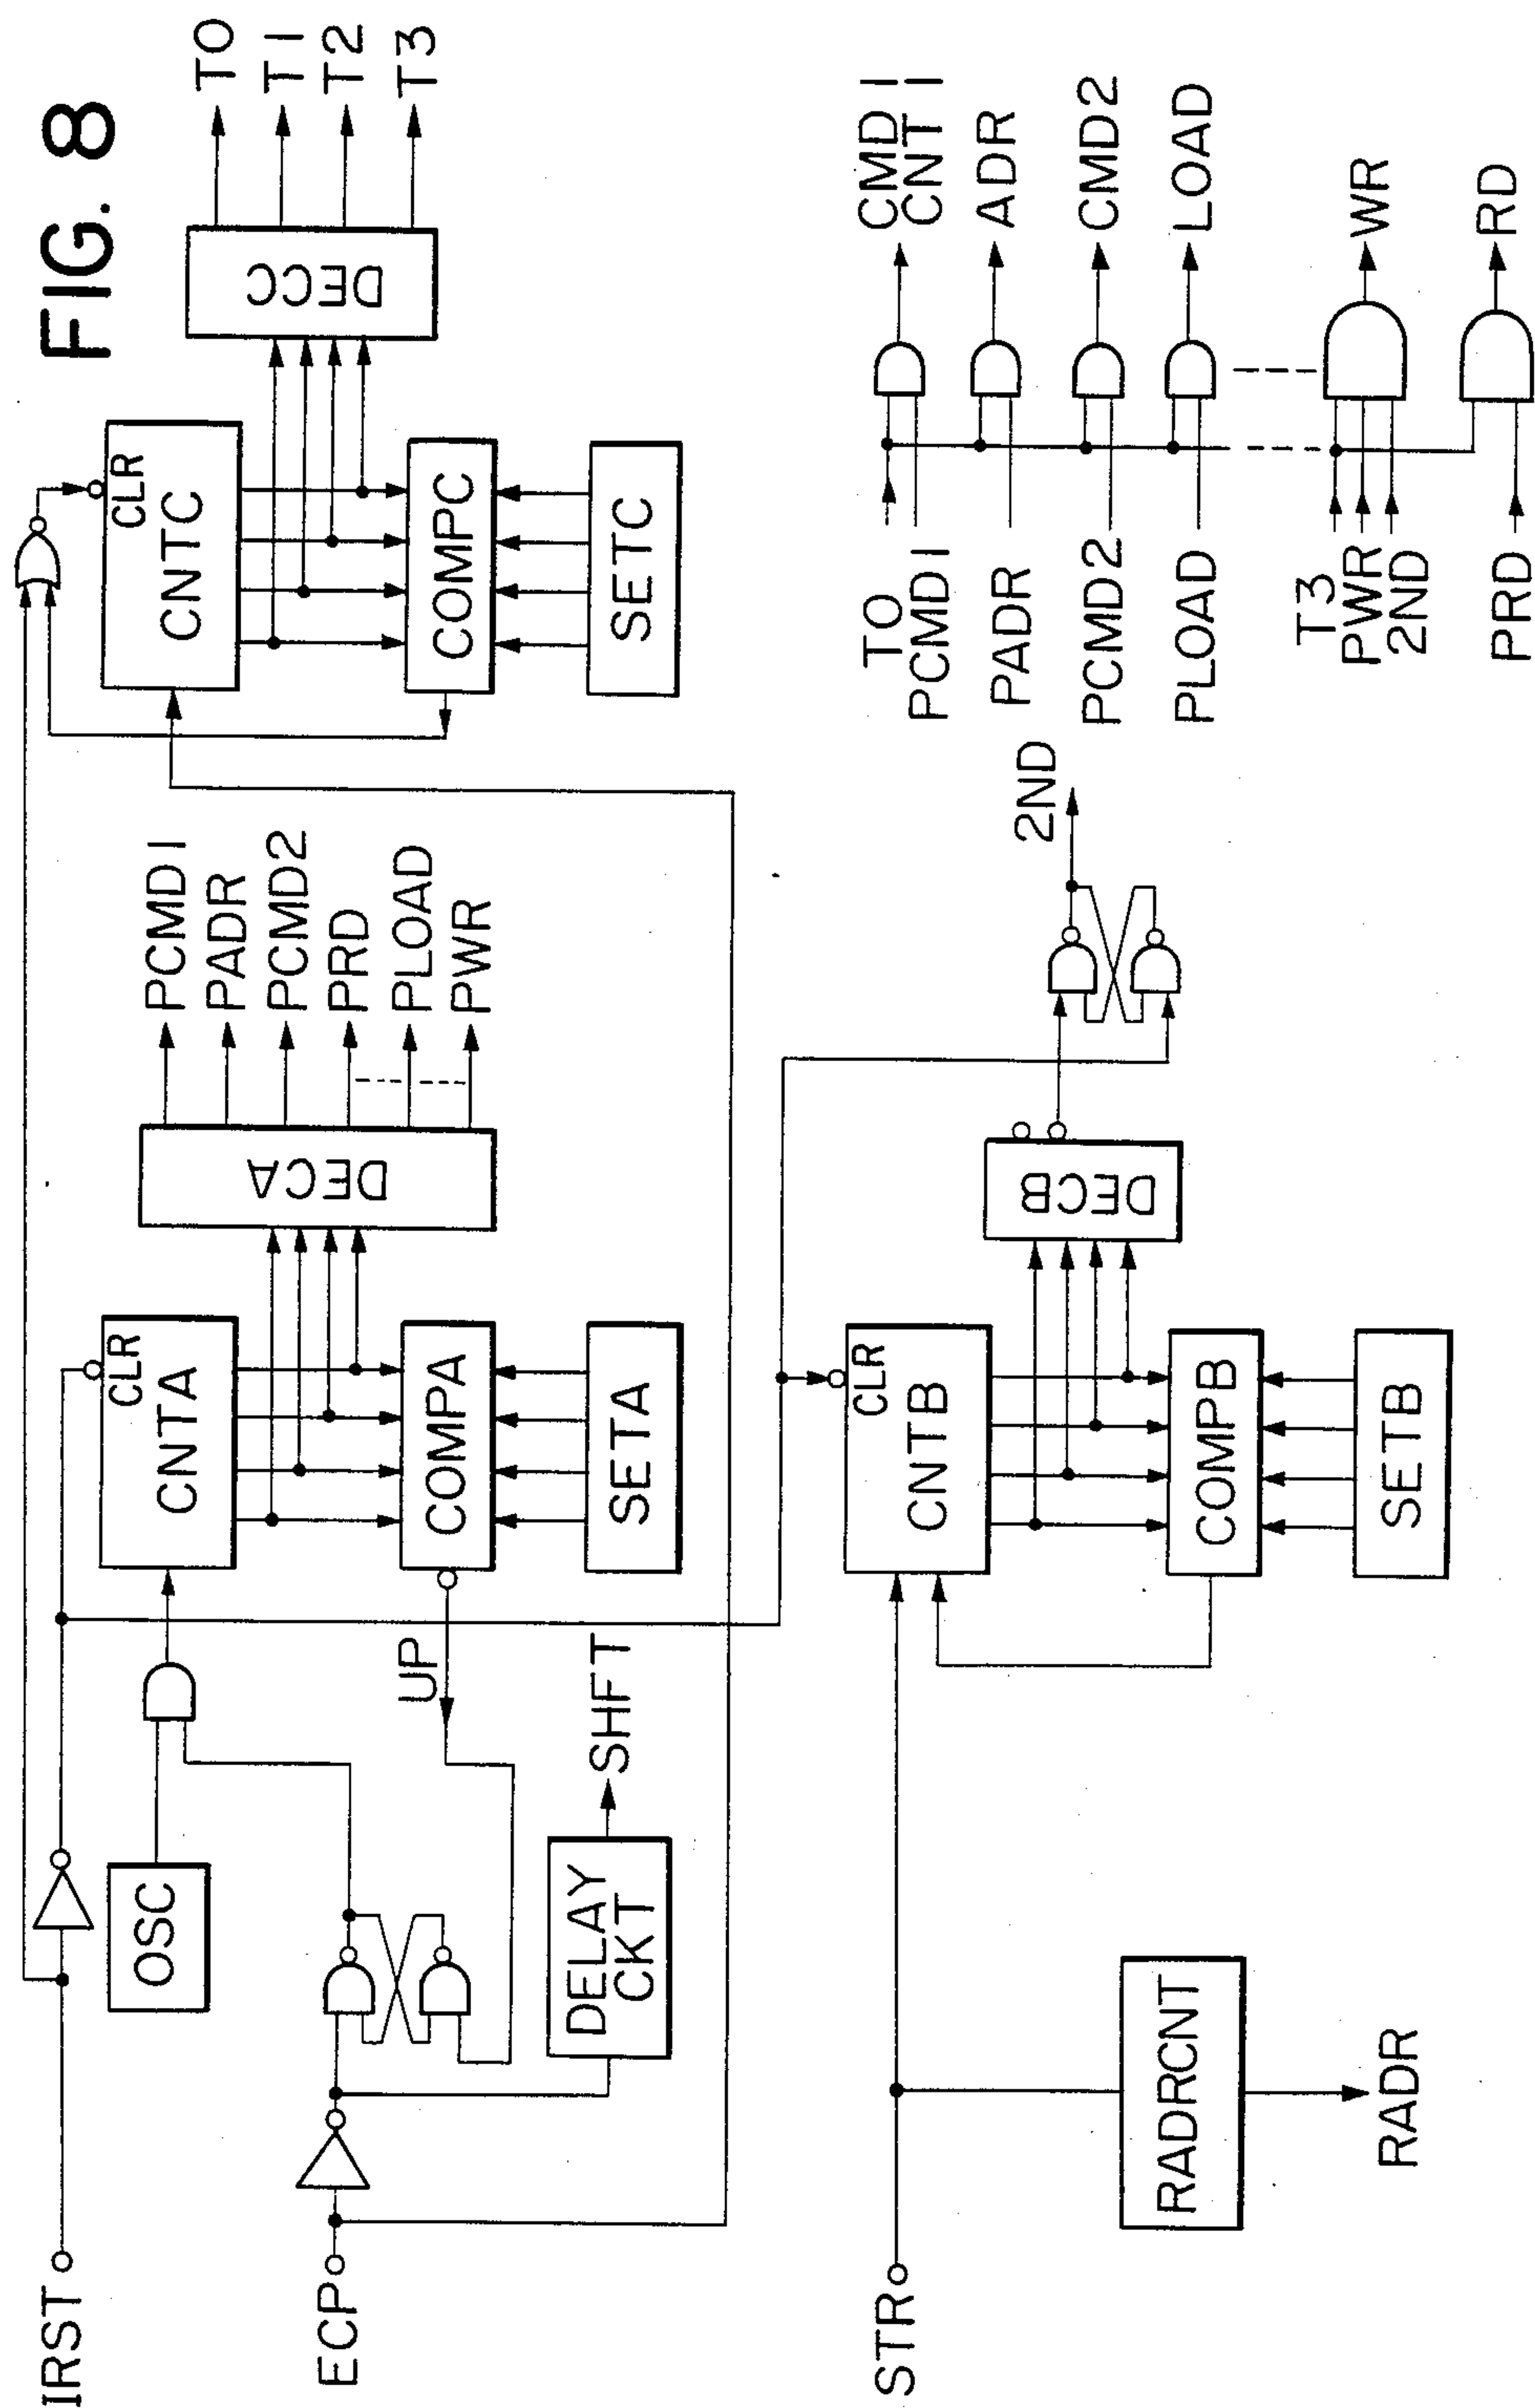 FIG. 8
IRST
OSC
CLR
CNTA
COMPA
SETA
UP
DECA
PCMD1
PADR
PCMD2
PRD
PLOAD
PWR
CLR
CNTC
COMPC
SETC
DECC
T0
T1
T2
T3
ECP
DELAY
CKT
SHFT
STR
RADRCNT
RADR
CLR
CNTB
COMPB
SETB
DECB
2ND
T0
PCMD1
PADR
PCMD2
PLOAD
T3
PWR
2ND
PRD
CMD1
CNT1
ADR
CMD2
LOAD
WR
RD